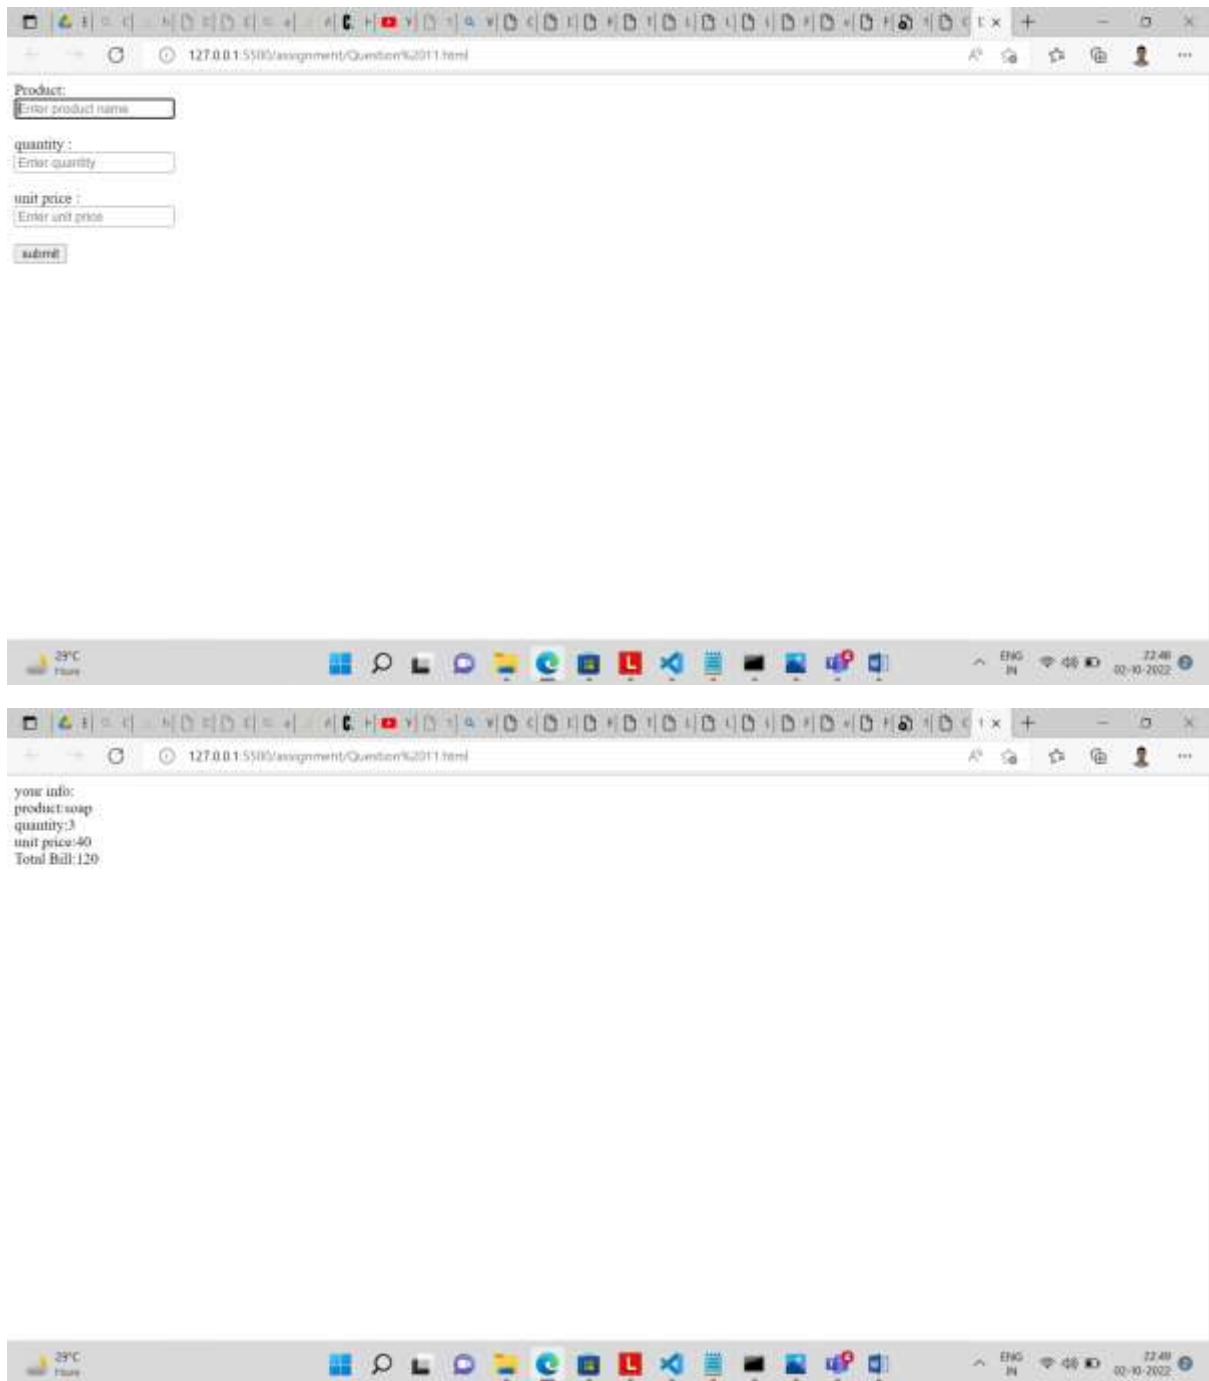 127.0.0.1:5500/assignment/Question%2011.html
Product:
Enter product name
quantity :
Enter quantity
unit price :
Enter unit price
submit
29°C
Haze
ENG
IN
22:48
02-10-2022
127.0.0.1:5500/assignment/Question%2011.html
your info:
product:soap
quantity:3
unit price:40
Total Bill:120
29°C
Haze
ENG
IN
22:49
02-10-2022